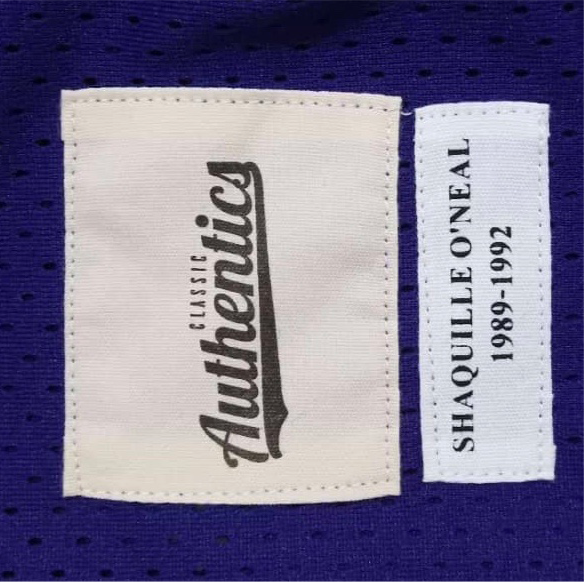 CLASSIC
Authentics
SHAQUILLE O'NEAL
1989-1992